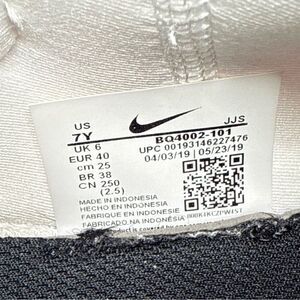 US
7Y JJS
UK 6 BQ4002-101
EUR 40 UPC 00193146227476
cm 25 04/03/19 | 05/23/19
BR 38
CN 250
(2.5)
MADE IN INDONESIA
HECHO EN INDONESIA
FABRIQUE EN INDONESIE
FABRICADO NA INDONESIA